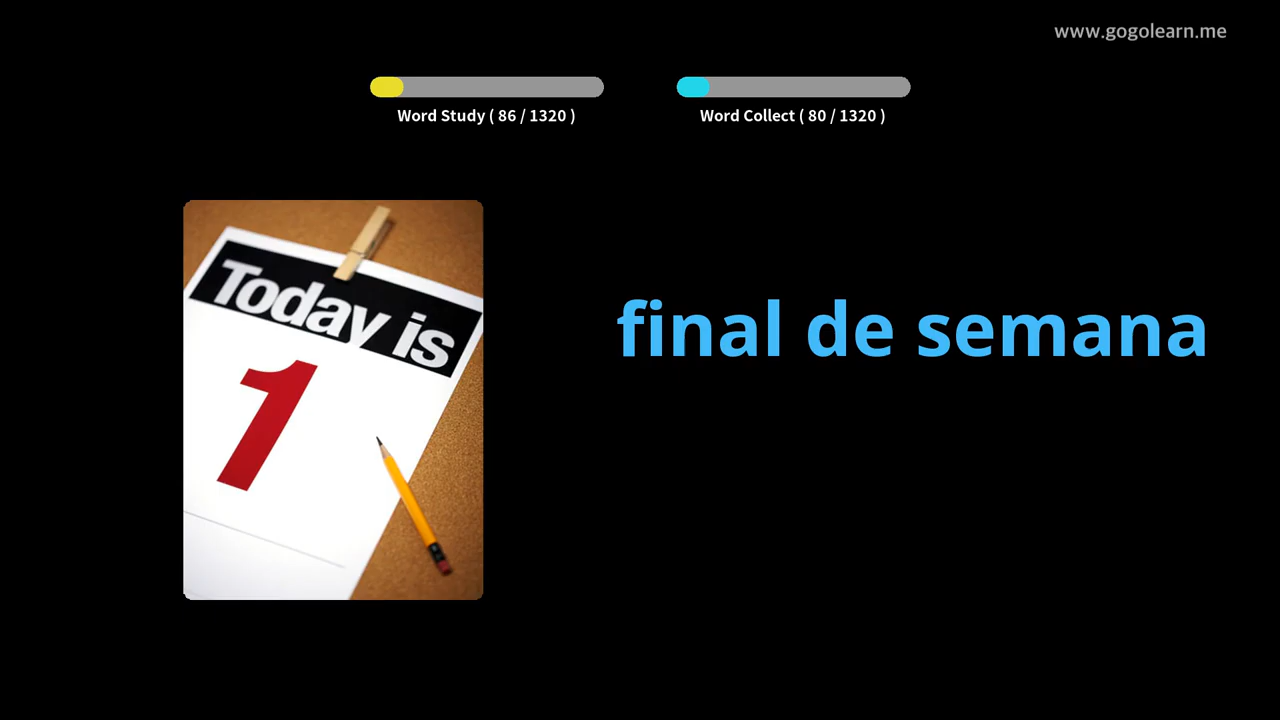 www.gogolearn.me
Word Study ( 86 / 1320 )
Word Collect ( 80 / 1320 )
Today is
1
final de semana